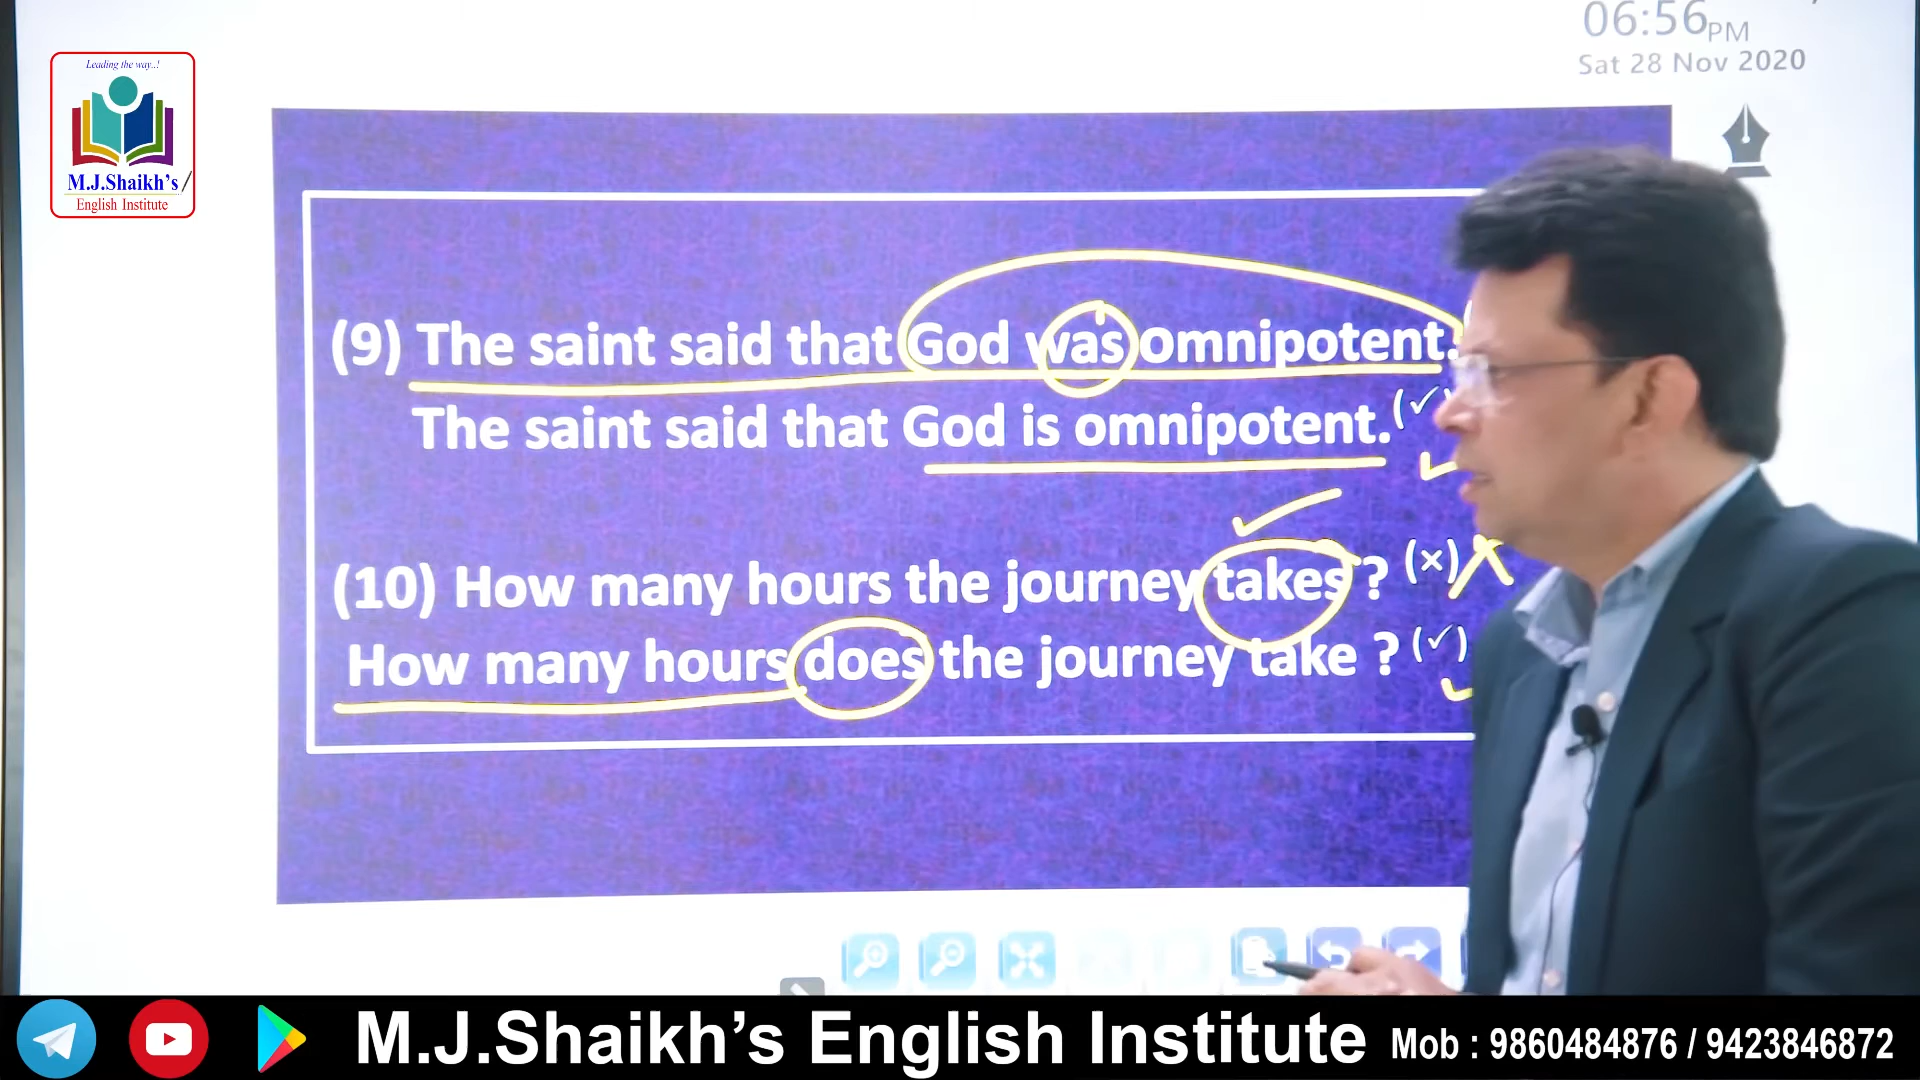 06:56PM
Sat 28 Nov 2020
Leading the way..!
M.J.Shaikh's
English Institute
(9) The saint said that God was omnipotent.
The saint said that God is omnipotent. (✓)
(10) How many hours the journey takes ? (×)
How many hours does the journey take ? (✓)
M.J.Shaikh's English Institute Mob : 9860484876 / 9423846872